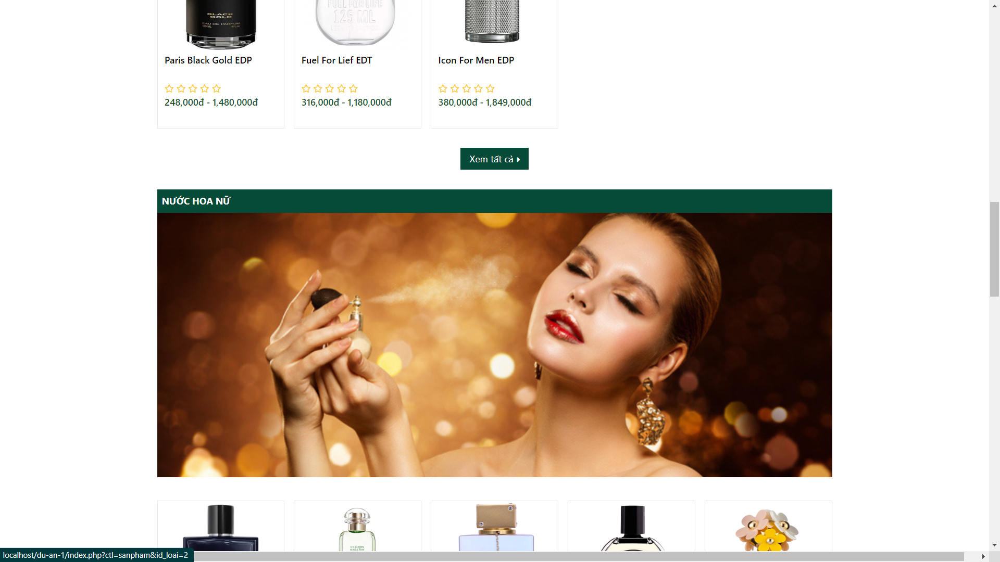 BLACK
GOLD
EAU DE PARFUM
FUEL FOR LIFE
125 ML
Paris Black Gold EDP
Fuel For Lief EDT
Icon For Men EDP
248,000đ - 1,480,000đ
316,000đ - 1,180,000đ
380,000đ - 1,849,000đ
Xem tất cả
NƯỚC HOA NỮ
localhost/du-an-1/index.php?ctl=sanpham&id_loai=2